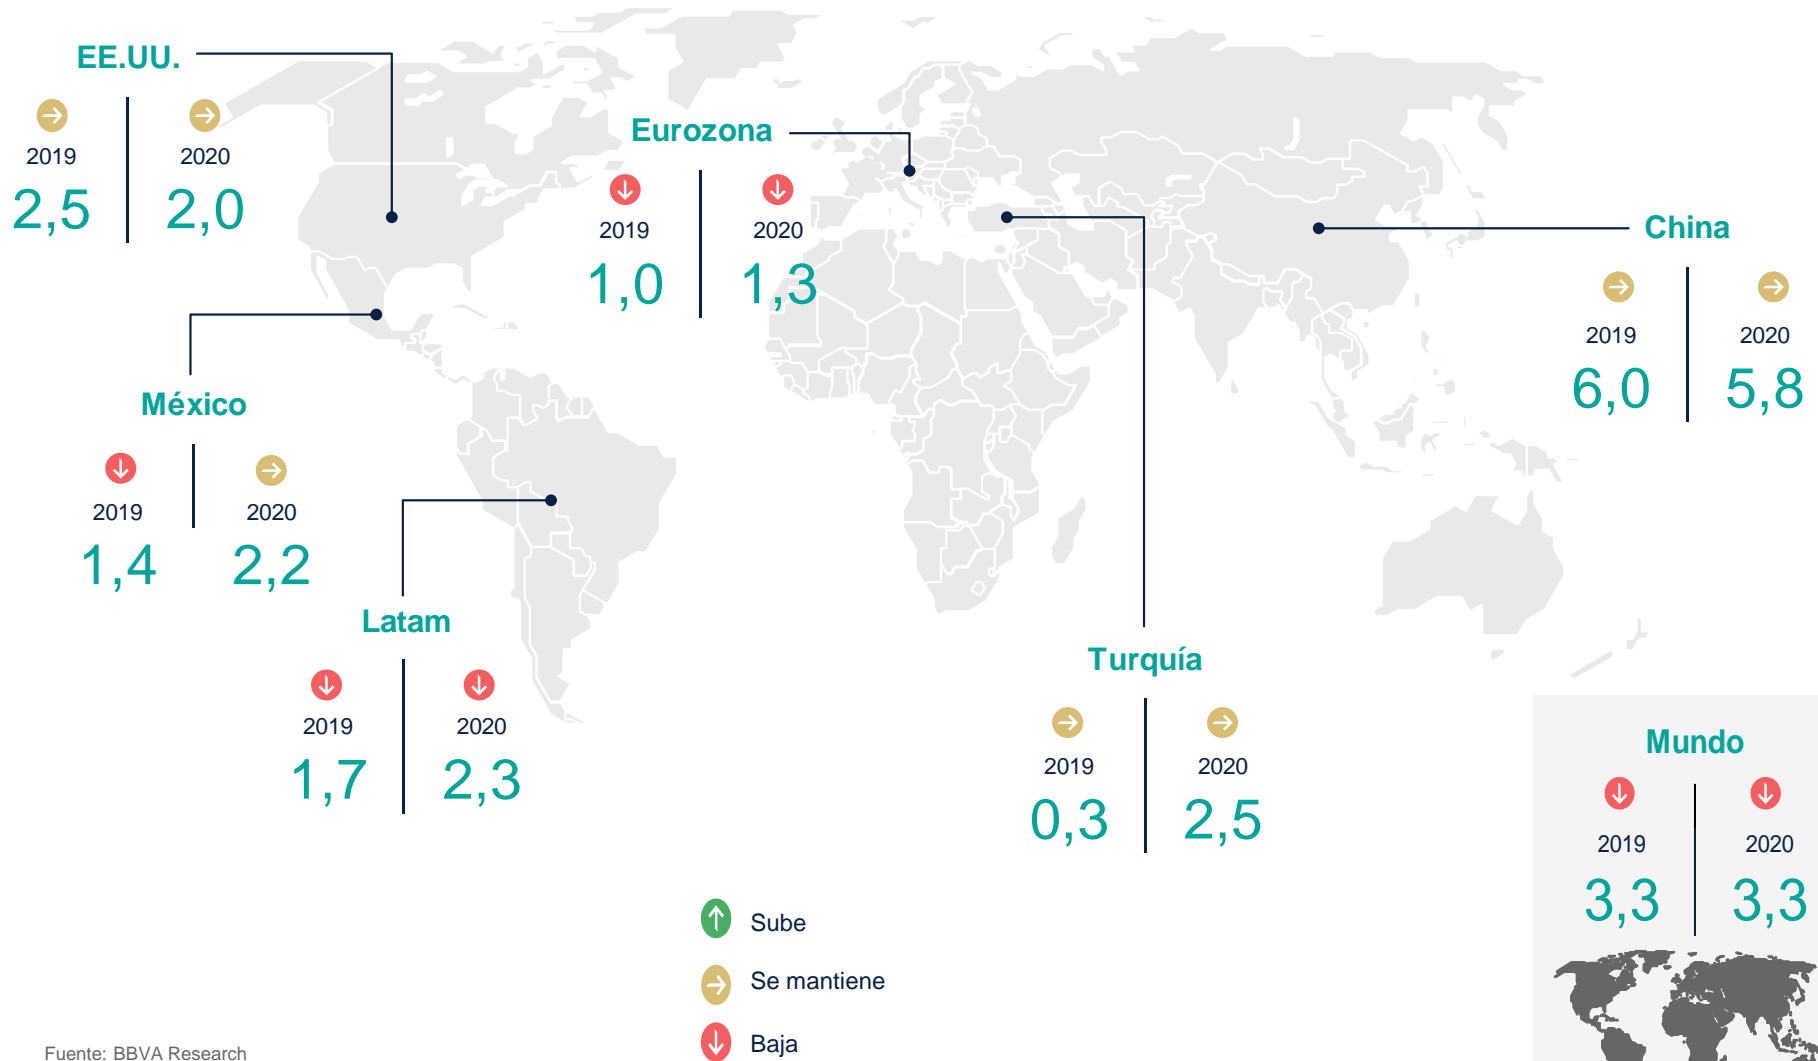 EE.UU.
2019 2020
2,5 2,0
Eurozona
2019 2020
1,0 1,3
China
2019 2020
6,0 5,8
México
2019 2020
1,4 2,2
Latam
2019 2020
1,7 2,3
Turquía
2019 2020
0,3 2,5
Mundo
2019 2020
3,3 3,3
Sube
Se mantiene
Baja
Fuente: BBVA Research